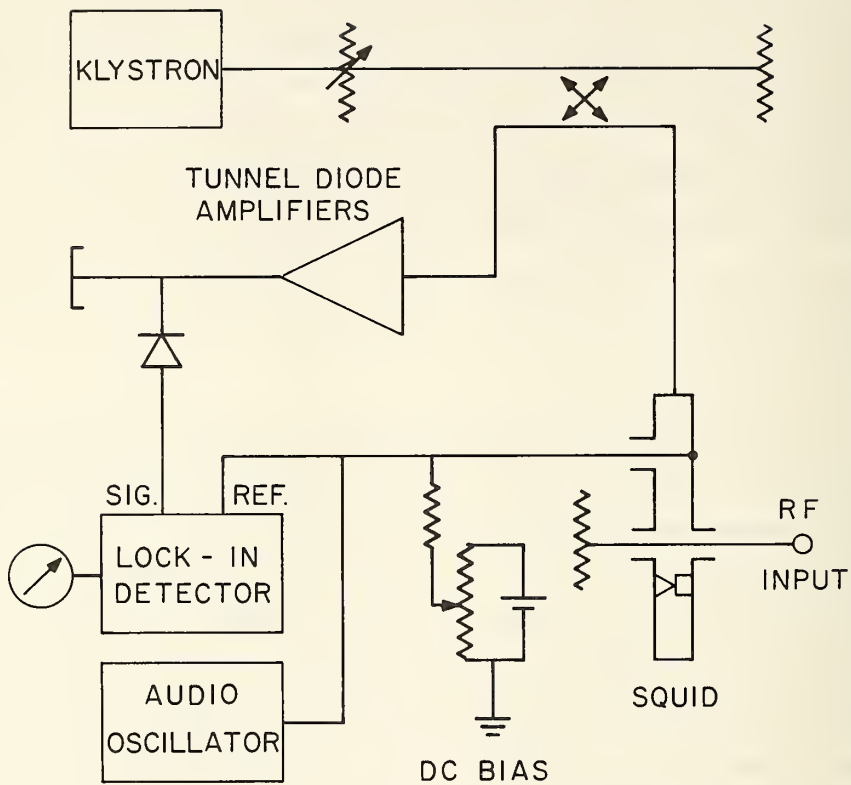 KLYSTRON
TUNNEL DIODE
AMPLIFIERS
SIG.
REF.
LOCK - IN
DETECTOR
RF
INPUT
AUDIO
OSCILLATOR
SQUID
DC BIAS